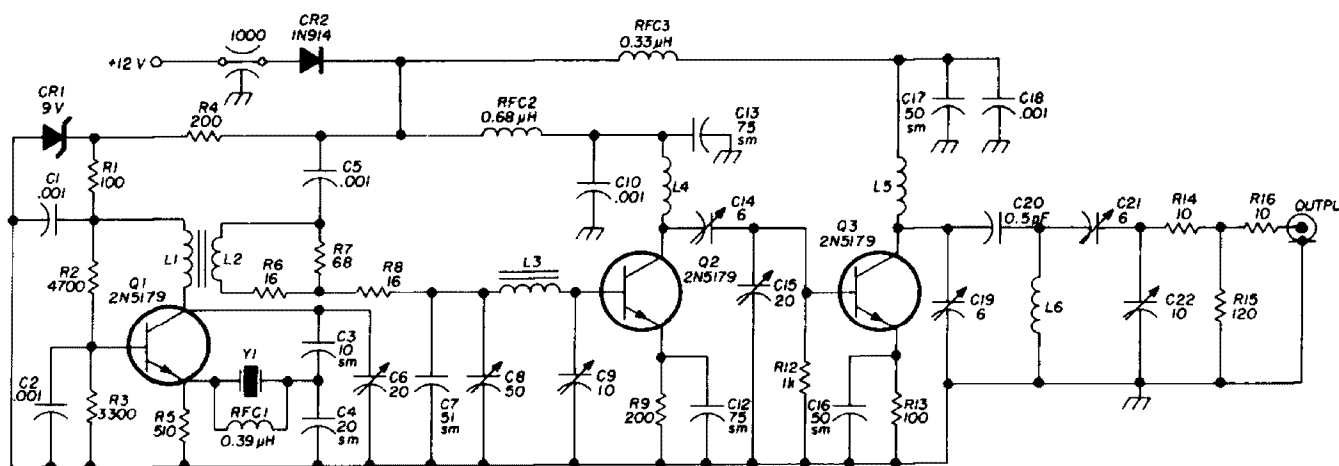 CR2
1N914
1000
+12 V
RFC3
0.33 µH
CR1
9 V
R4
200
RFC2
0.68 µH
C13
75
sm
C17
50
sm
C18
.001
C1
.001
R1
100
C5
.001
C10
.001
L4
L5
C14
6
C20
0.5pF
C21
6
R14
10
R16
10
OUTPU
R2
4700
Q1
2N5179
L1
L2
R7
68
R6
16
R8
16
L3
Q2
2N5179
Q3
2N5179
C15
20
C19
6
L6
C22
10
R15
120
C2
.001
R3
3300
R5
510
Y1
RFC1
0.39 µH
C3
10
sm
C4
20
sm
C6
20
C7
51
sm
C8
50
C9
10
R9
200
C12
75
sm
R12
1k
C16
50
sm
R13
100